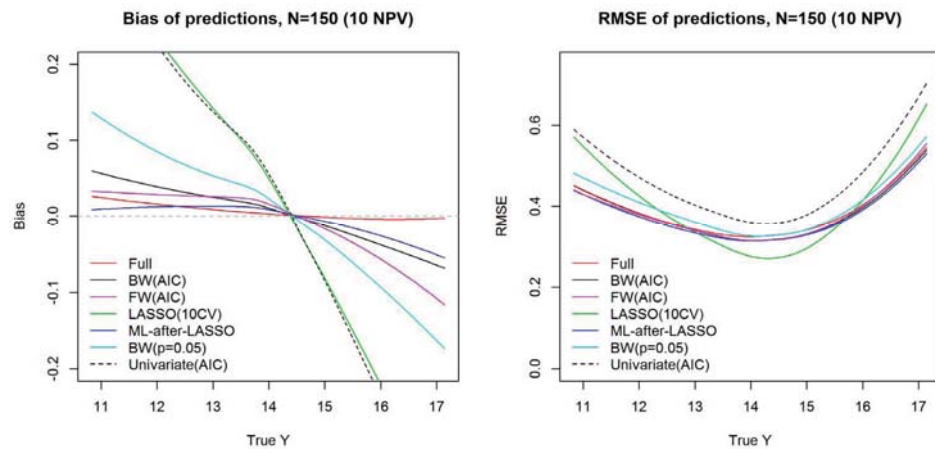 Bias of predictions, N=150 (10 NPV)
0.2
0.1
0.0
-0.1
-0.2
Bias
Full
BW(AIC)
FW(AIC)
LASSO(10CV)
ML-after-LASSO
BW(p=0.05)
Univariate(AIC)
11 12 13 14 15 16 17
True Y
RMSE of predictions, N=150 (10 NPV)
0.6
0.4
0.2
0.0
RMSE
Full
BW(AIC)
FW(AIC)
LASSO(10CV)
ML-after-LASSO
BW(p=0.05)
Univariate(AIC)
11 12 13 14 15 16 17
True Y